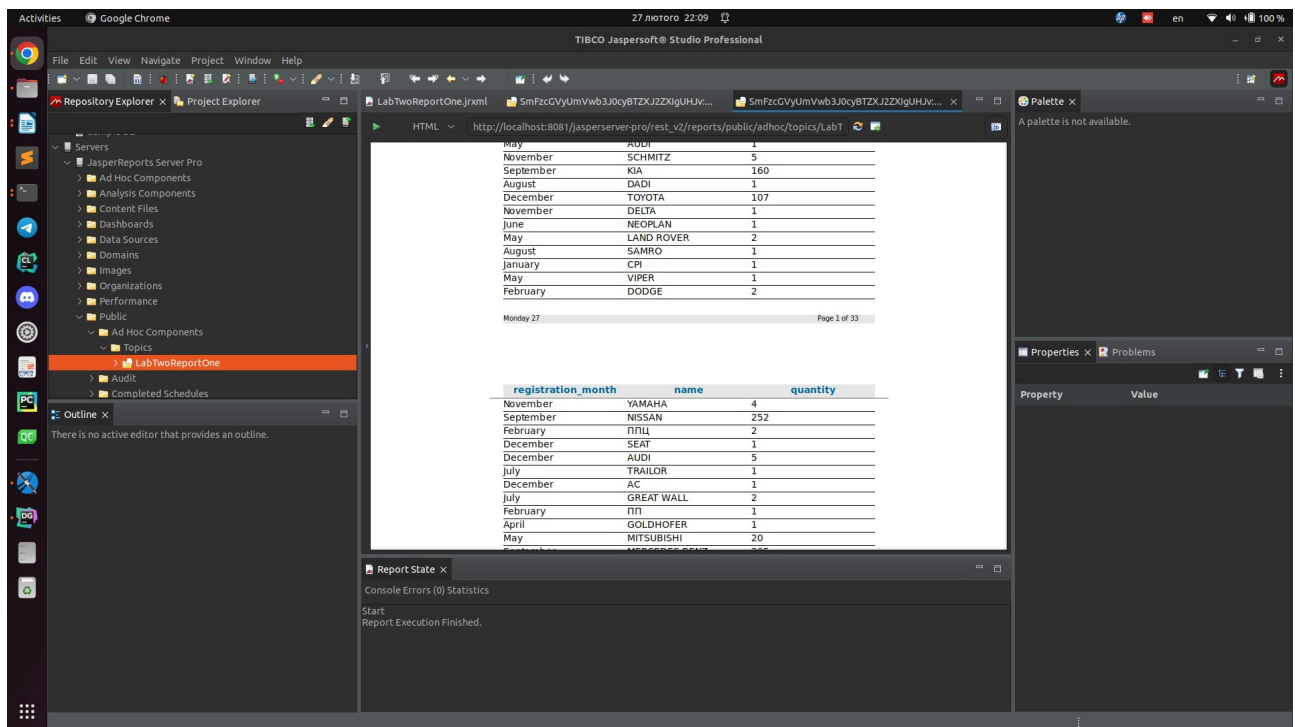 Activities Google Chrome 27 лютого 22:09 en 100 %
TIBCO Jaspersoft® Studio Professional
File Edit View Navigate Project Window Help
Repository Explorer Project Explorer
Servers
JasperReports Server Pro
Ad Hoc Components
Analysis Components
Content Files
Dashboards
Data Sources
Domains
Images
Organizations
Performance
Public
Ad Hoc Components
Topics
LabTwoReportOne
Audit
Completed Schedules
Outline
There is no active editor that provides an outline.
LabTwoReportOne.jrxml SmFzcGVyUmVwb3J0cyBTZXJ2ZXIgUHJv:... SmFzcGVyUmVwb3J0cyBTZXJ2ZXIgUHJv:...
HTML http://localhost:8081/jasperserver-pro/rest_v2/reports/public/adhoc/topics/LabT
May AUDI 1
November SCHMITZ 5
September KIA 160
August DADI 1
December TOYOTA 107
November DELTA 1
June NEOPLAN 1
May LAND ROVER 2
August SAMRO 1
January CPI 1
May VIPER 1
February DODGE 2
Monday 27 Page 1 of 33
registration_month name quantity
November YAMAHA 4
September NISSAN 252
February ППЦ 2
December SEAT 1
December AUDI 5
July TRAILOR 1
December AC 1
July GREAT WALL 2
February ПП 1
April GOLDHOFER 1
May MITSUBISHI 20
Report State
Console Errors (0) Statistics
Start
Report Execution Finished.
Palette
A palette is not available.
Properties Problems
Property Value